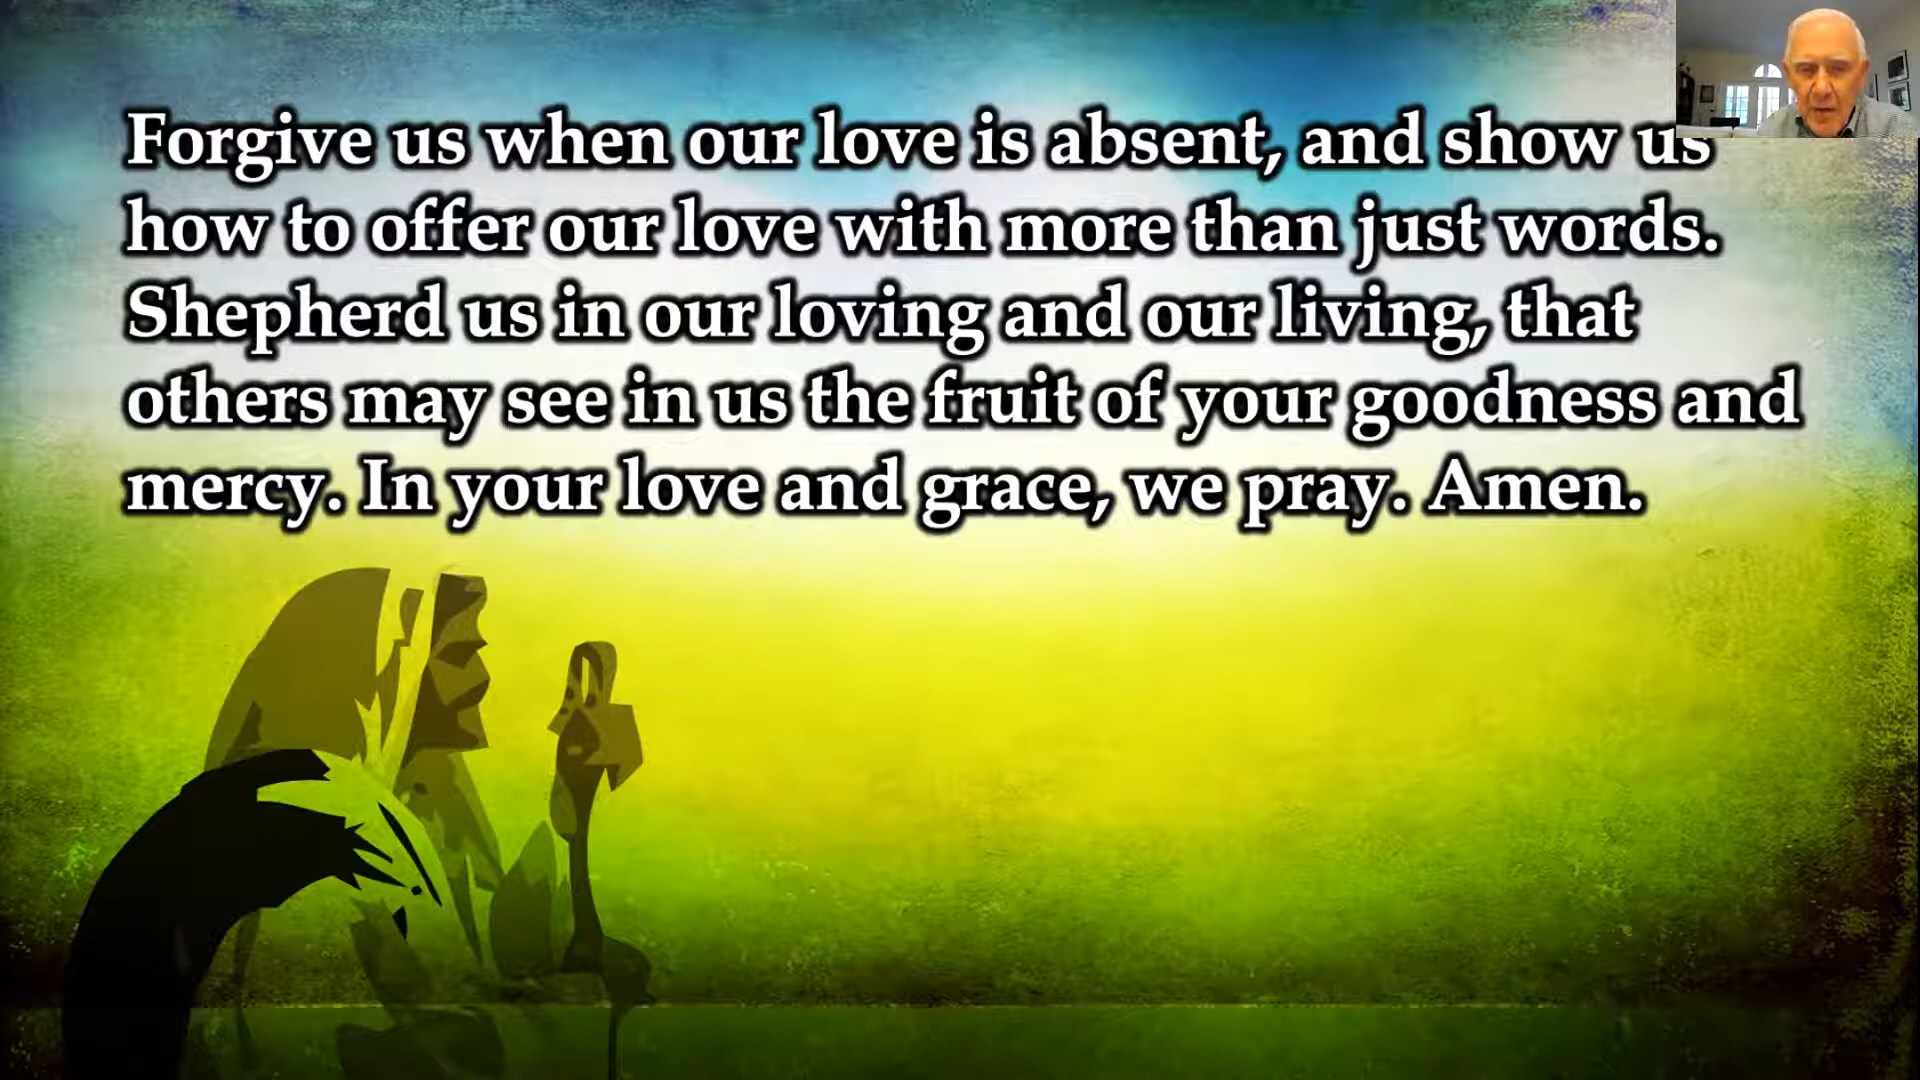 Forgive us when our love is absent, and show us
how to offer our love with more than just words.
Shepherd us in our loving and our living, that
others may see in us the fruit of your goodness and
mercy. In your love and grace, we pray. Amen.